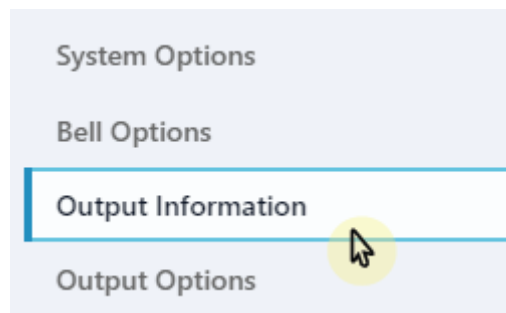 System Options
Bell Options
Output Information
Output Options